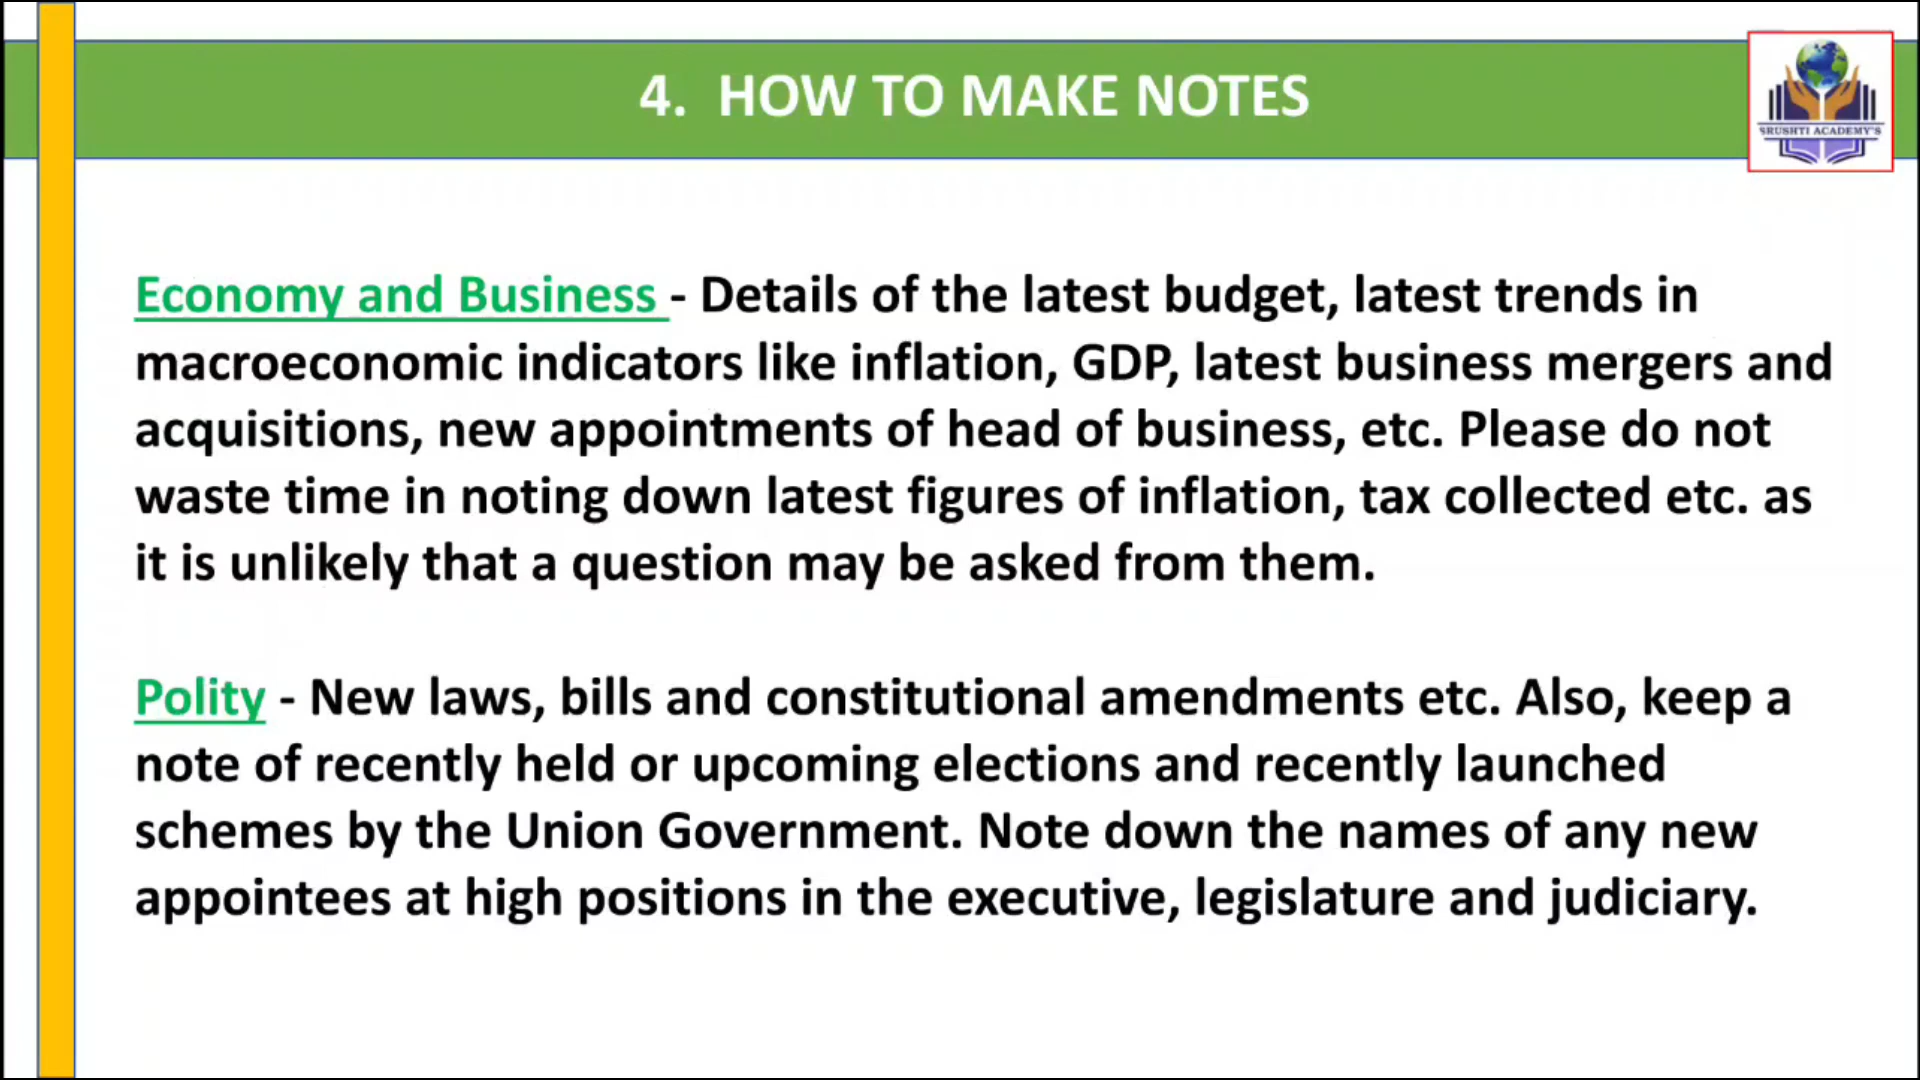 4. HOW TO MAKE NOTES
SRUSHTI ACADEMY'S
Economy and Business - Details of the latest budget, latest trends in
macroeconomic indicators like inflation, GDP, latest business mergers and
acquisitions, new appointments of head of business, etc. Please do not
waste time in noting down latest figures of inflation, tax collected etc. as
it is unlikely that a question may be asked from them.
Polity - New laws, bills and constitutional amendments etc. Also, keep a
note of recently held or upcoming elections and recently launched
schemes by the Union Government. Note down the names of any new
appointees at high positions in the executive, legislature and judiciary.